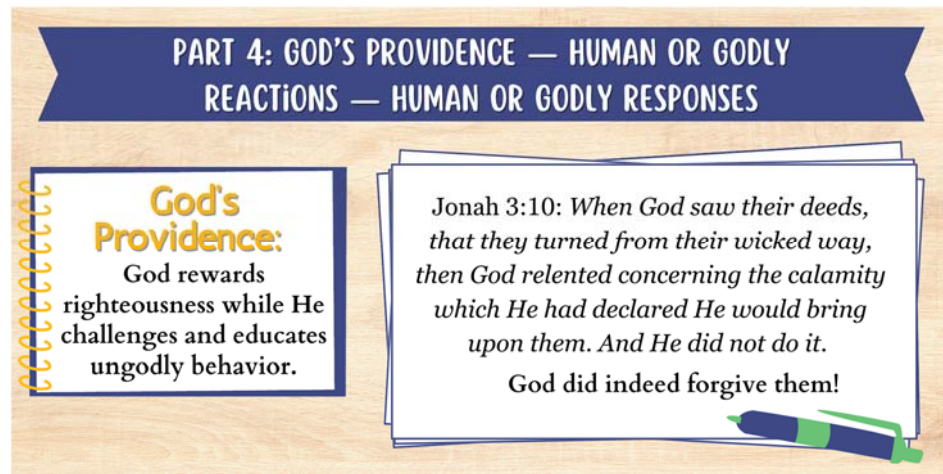 PART 4: GOD'S PROVIDENCE — HUMAN OR GODLY
REACTIONS — HUMAN OR GODLY RESPONSES
God's
Providence:
God rewards
righteousness while He
challenges and educates
ungodly behavior.
Jonah 3:10: When God saw their deeds,
that they turned from their wicked way,
then God relented concerning the calamity
which He had declared He would bring
upon them. And He did not do it.
God did indeed forgive them!